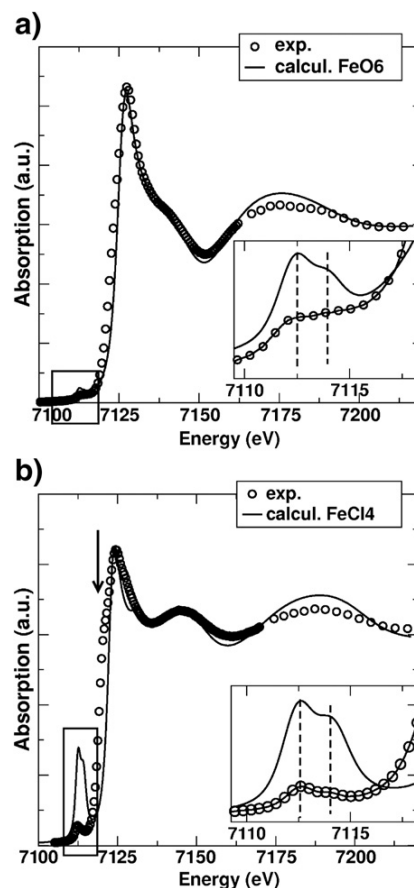 a)
exp.
calcul. FeO6
Absorption (a.u.)
7110 7115
7100 7125 7150 7175 7200
Energy (eV)
b)
exp.
calcul. FeCl4
Absorption (a.u.)
7110 7115
7100 7125 7150 7175 7200
Energy (eV)